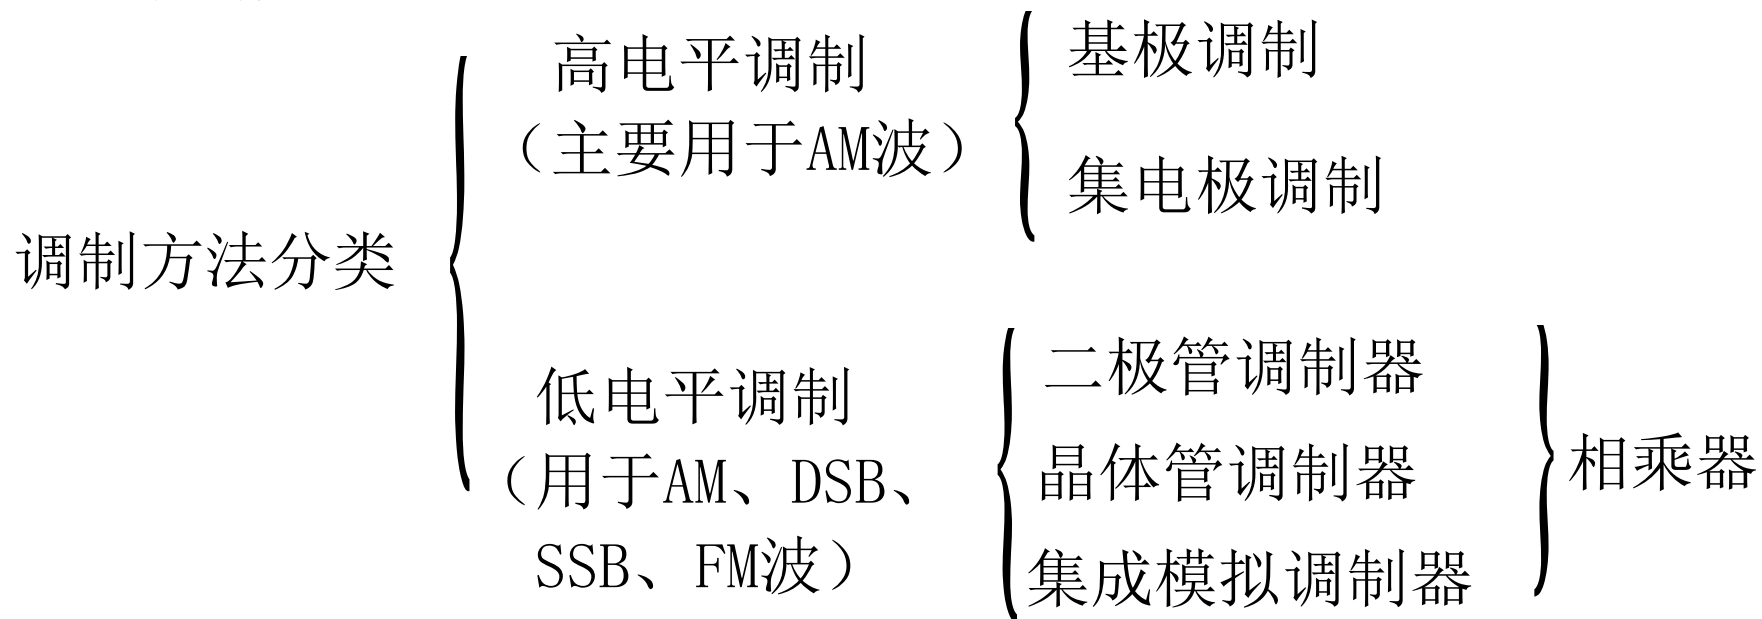 调制方法分类
高电平调制
（主要用于AM波）
基极调制
集电极调制
低电平调制
（用于AM、DSB、
SSB、FM波）
二极管调制器
晶体管调制器
集成模拟调制器
相乘器